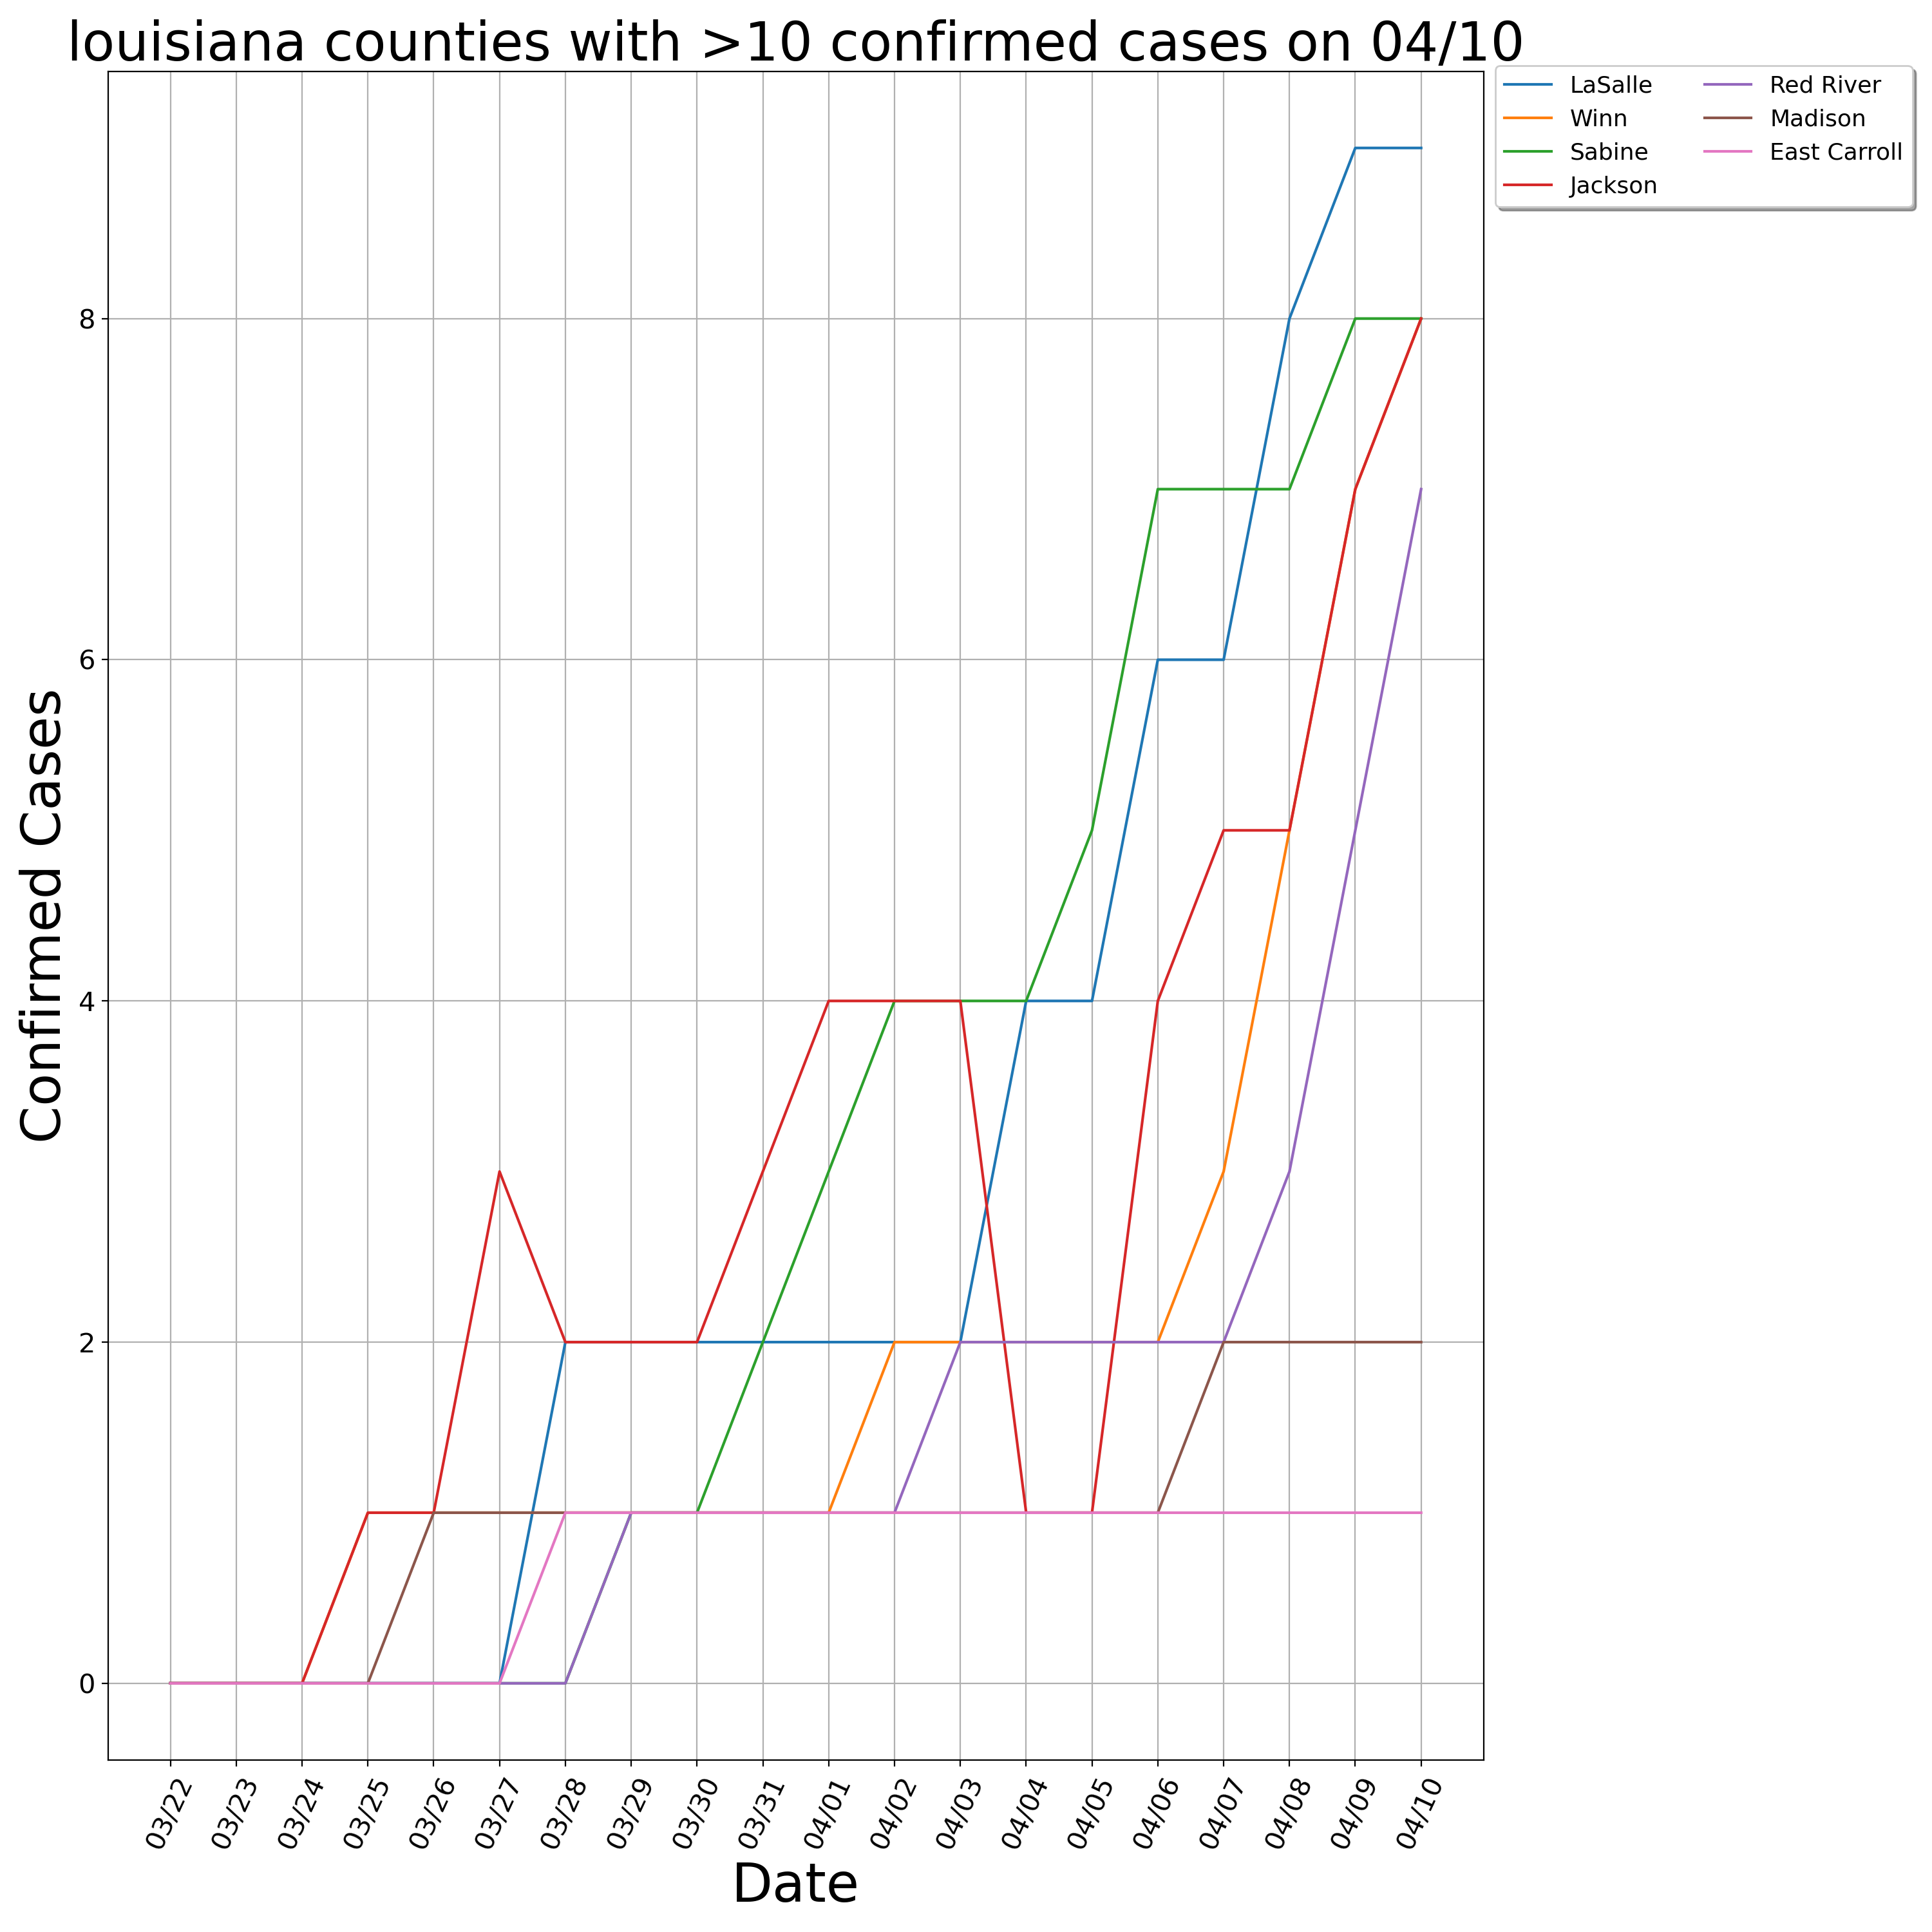 louisiana counties with >10 confirmed cases on 04/10
LaSalle
Winn
Sabine
Jackson
Red River
Madison
East Carroll
Confirmed Cases
8
6
4
2
0
03/22
03/23
03/24
03/25
03/26
03/27
03/28
03/29
03/30
03/31
04/01
04/02
04/03
04/04
04/05
04/06
04/07
04/08
04/09
04/10
Date